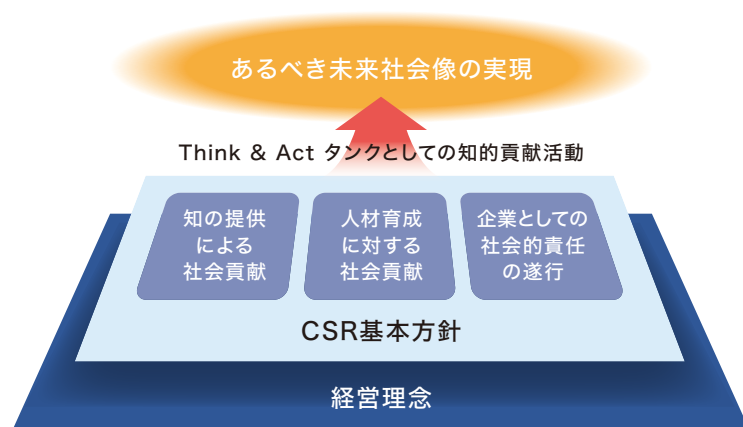 あるべき未来社会像の実現
Think & Act タンクとしての知的貢献活動
知の提供
による
社会貢献
人材育成
に対する
社会貢献
企業としての
社会的責任
の遂行
CSR基本方針
経営理念